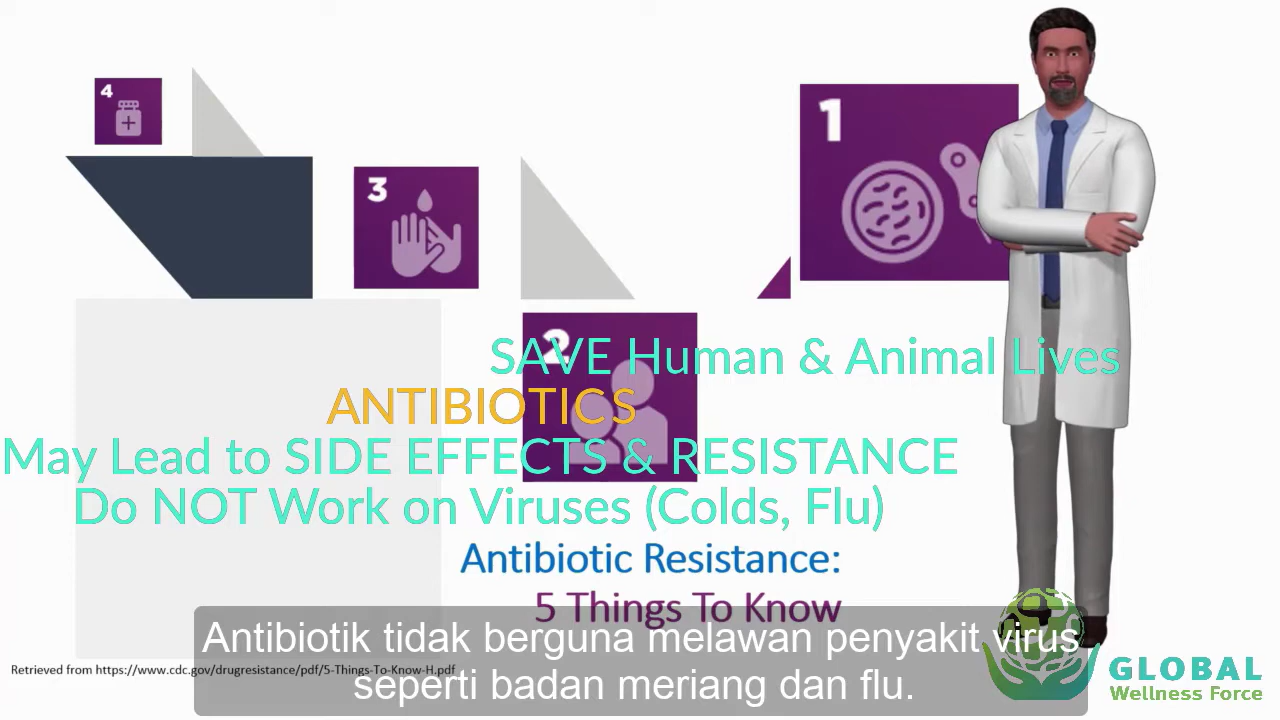 4
3
1
2
SAVE Human & Animal Lives
ANTIBIOTICS
May Lead to SIDE EFFECTS & RESISTANCE
Do NOT Work on Viruses (Colds, Flu)
Antibiotic Resistance:
5 Things To Know
Antibiotik tidak berguna melawan penyakit virus
seperti badan meriang dan flu.
Retrieved from https://www.cdc.gov/drugresistance/pdf/5-Things-To-Know-H.pdf
GLOBAL
Wellness Force